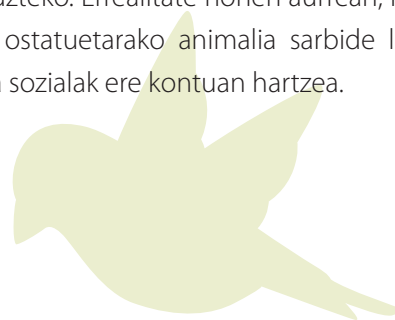 azteko. Errealitate honen aurrean,
ostatuetarako animalia sarbide
sozialak ere kontuan hartzea.